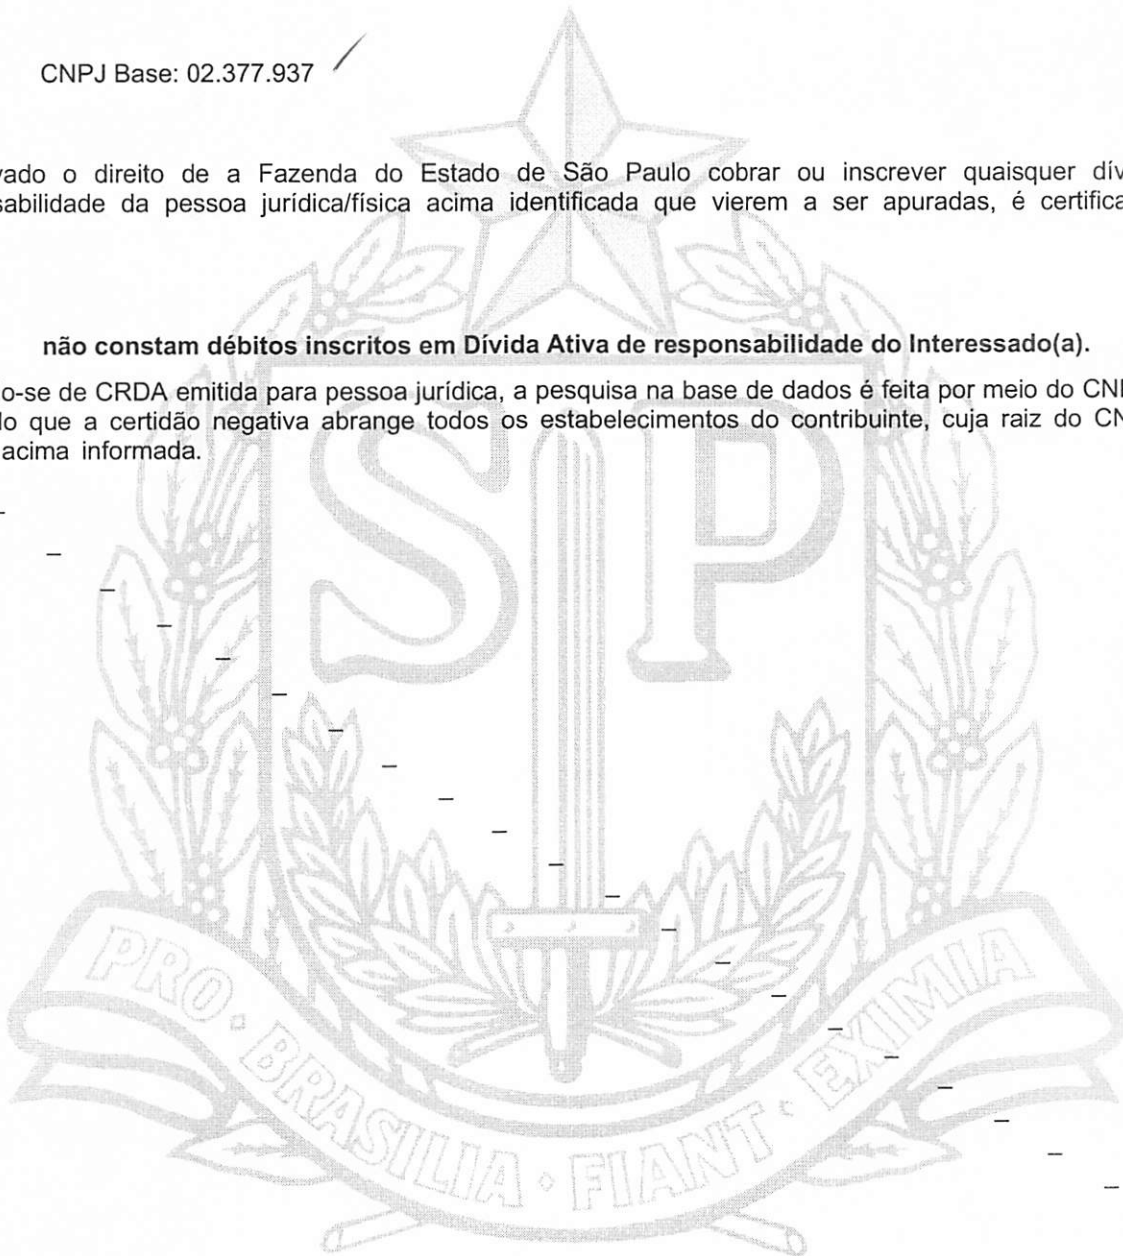 CNPJ Base: 02.377.937
vado o direito de a Fazenda do Estado de São Paulo cobrar ou inscrever quaisquer dív
sabilidade da pessoa jurídica/física acima identificada que vierem a ser apuradas, é certifica
não constam débitos inscritos em Dívida Ativa de responsabilidade do Interessado(a).
o-se de CRDA emitida para pessoa jurídica, a pesquisa na base de dados é feita por meio do CN
o que a certidão negativa abrange todos os estabelecimentos do contribuinte, cuja raiz do CN
acima informada.
SP
PRO · BRASILIA · FIANT · EXIMIA